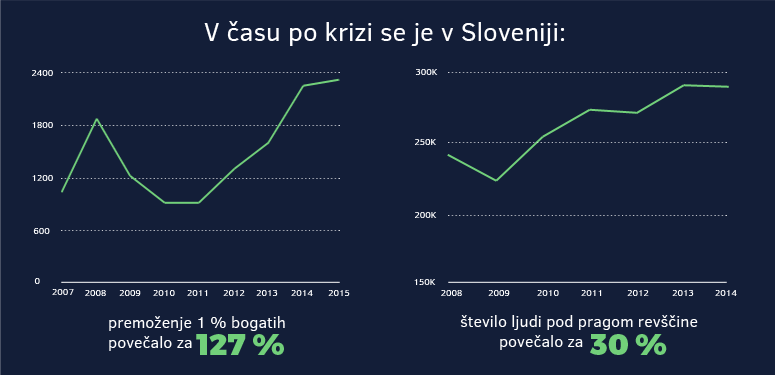 V času po krizi se je v Sloveniji:
2400
1800
1200
600
0
2007 2008 2009 2010 2011 2012 2013 2014 2015
premoženje 1 % bogatih
povečalo za 127 %
300K
250K
200K
150K
2008 2009 2010 2011 2012 2013 2014
število ljudi pod pragom revščine
povečalo za 30 %